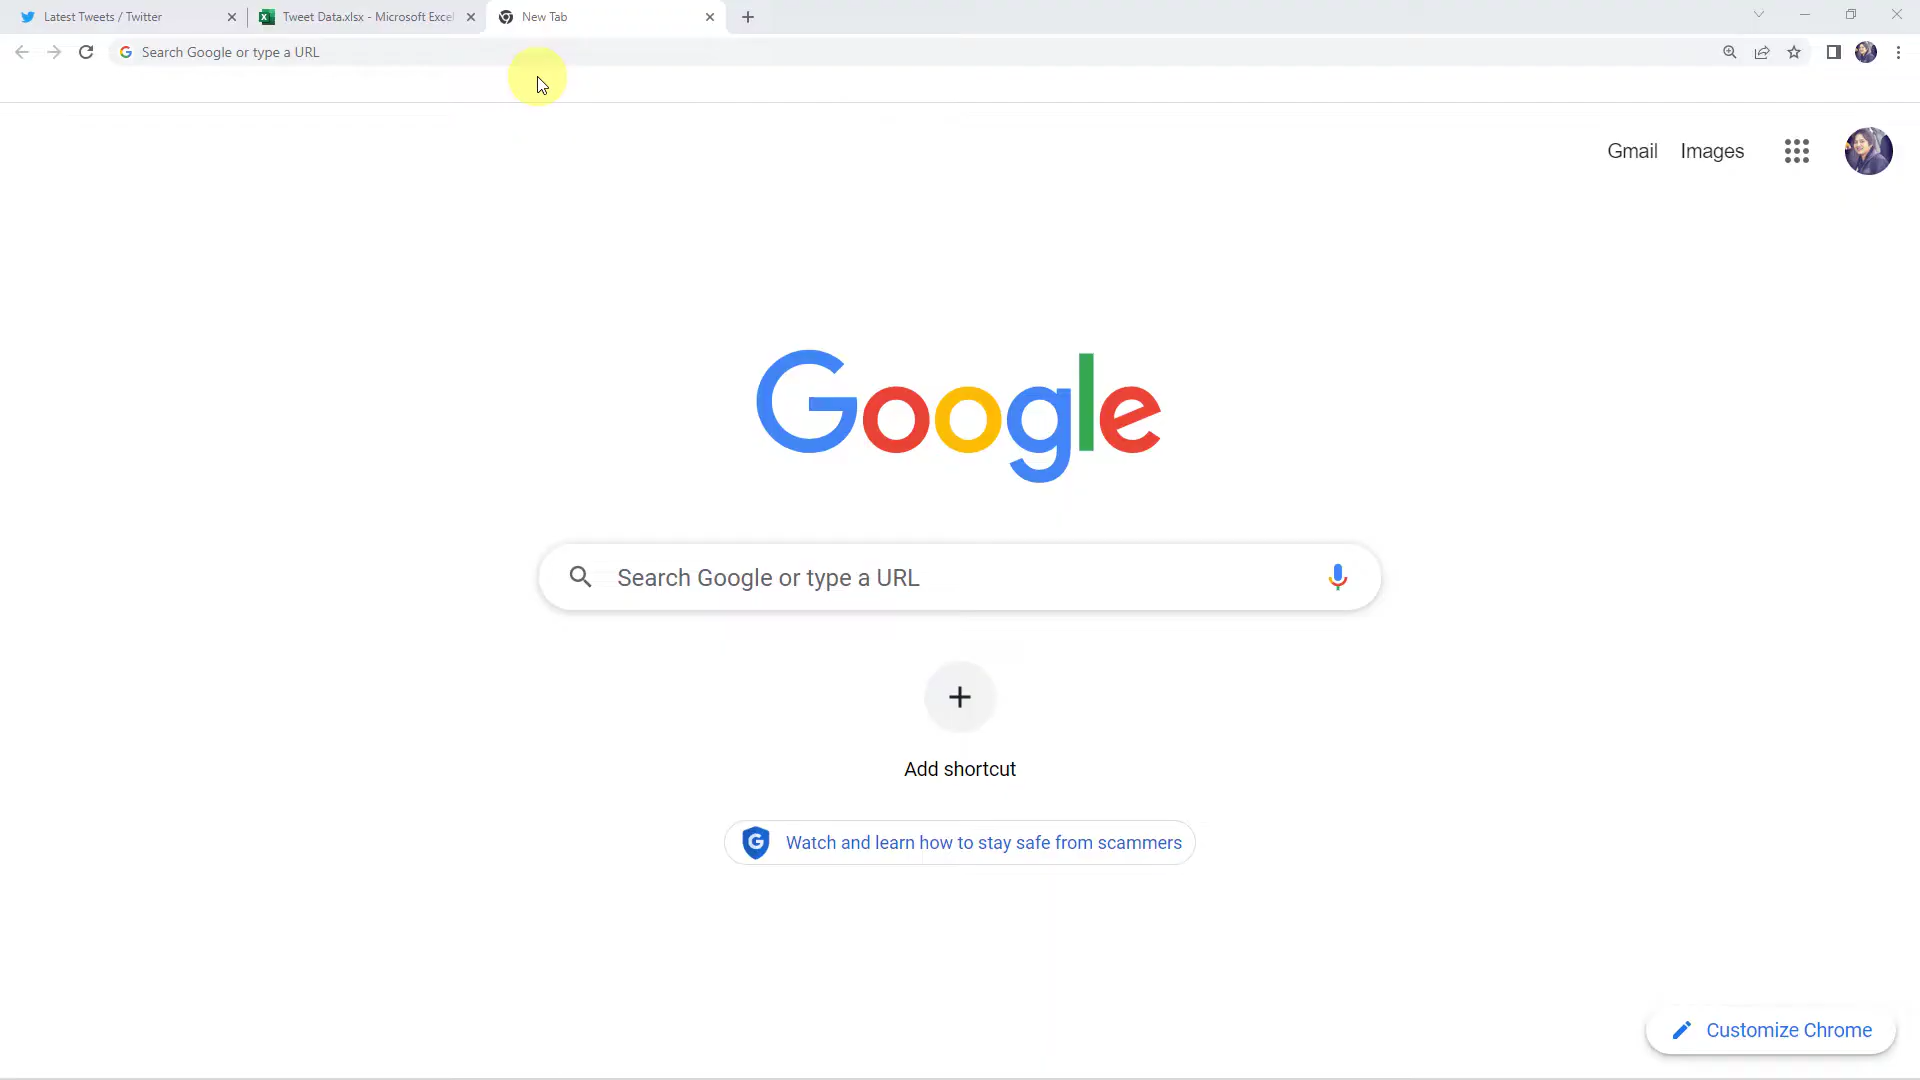 Latest Tweets / Twitter
Tweet Data.xlsx - Microsoft Excel
New Tab
Search Google or type a URL
Gmail
Images
Google
Search Google or type a URL
Add shortcut
Watch and learn how to stay safe from scammers
Customize Chrome